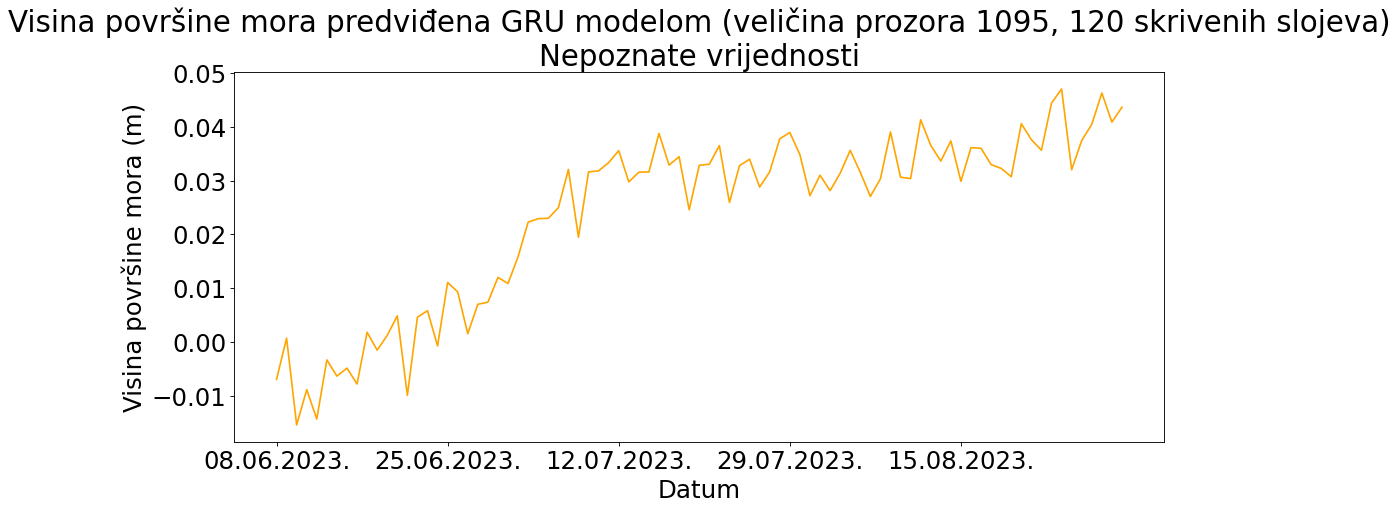 Visina površine mora predviđena GRU modelom (veličina prozora 1095, 120 skrivenih slojeva)
Nepoznate vrijednosti
Visina površine mora (m)
0.05
0.04
0.03
0.02
0.01
0.00
−0.01
08.06.2023. 25.06.2023. 12.07.2023. 29.07.2023. 15.08.2023.
Datum